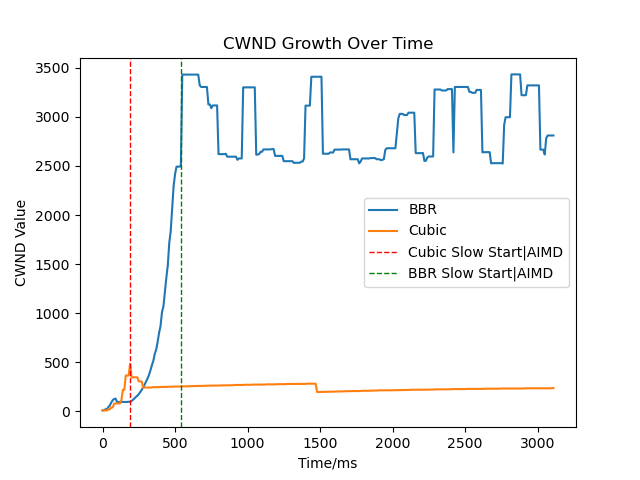 CWND Growth Over Time
CWND Value
3500
3000
2500
2000
1500
1000
500
0
BBR
Cubic
Cubic Slow Start|AIMD
BBR Slow Start|AIMD
0 500 1000 1500 2000 2500 3000
Time/ms